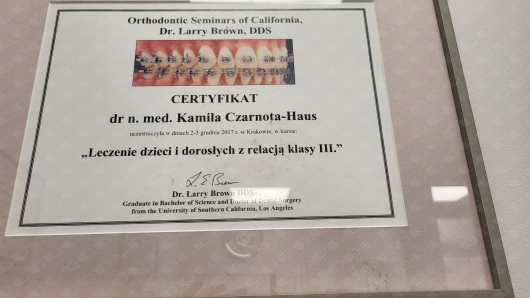 Orthodontic Seminars of California,
Dr. Larry Brown, DDS
CERTYFIKAT
dr n. med. Kamila Czarnota-Haus
uczestniczyła w dniach 2-3 grudnia 2017 r. w Krakowie, w kursie:
„Leczenie dzieci i dorosłych z relacją klasy III.”
L. E. Brown
Dr. Larry Brown DDS
Graduate in Bachelor of Science and Doctor of Dental Surgery
from the University of Southern California, Los Angeles